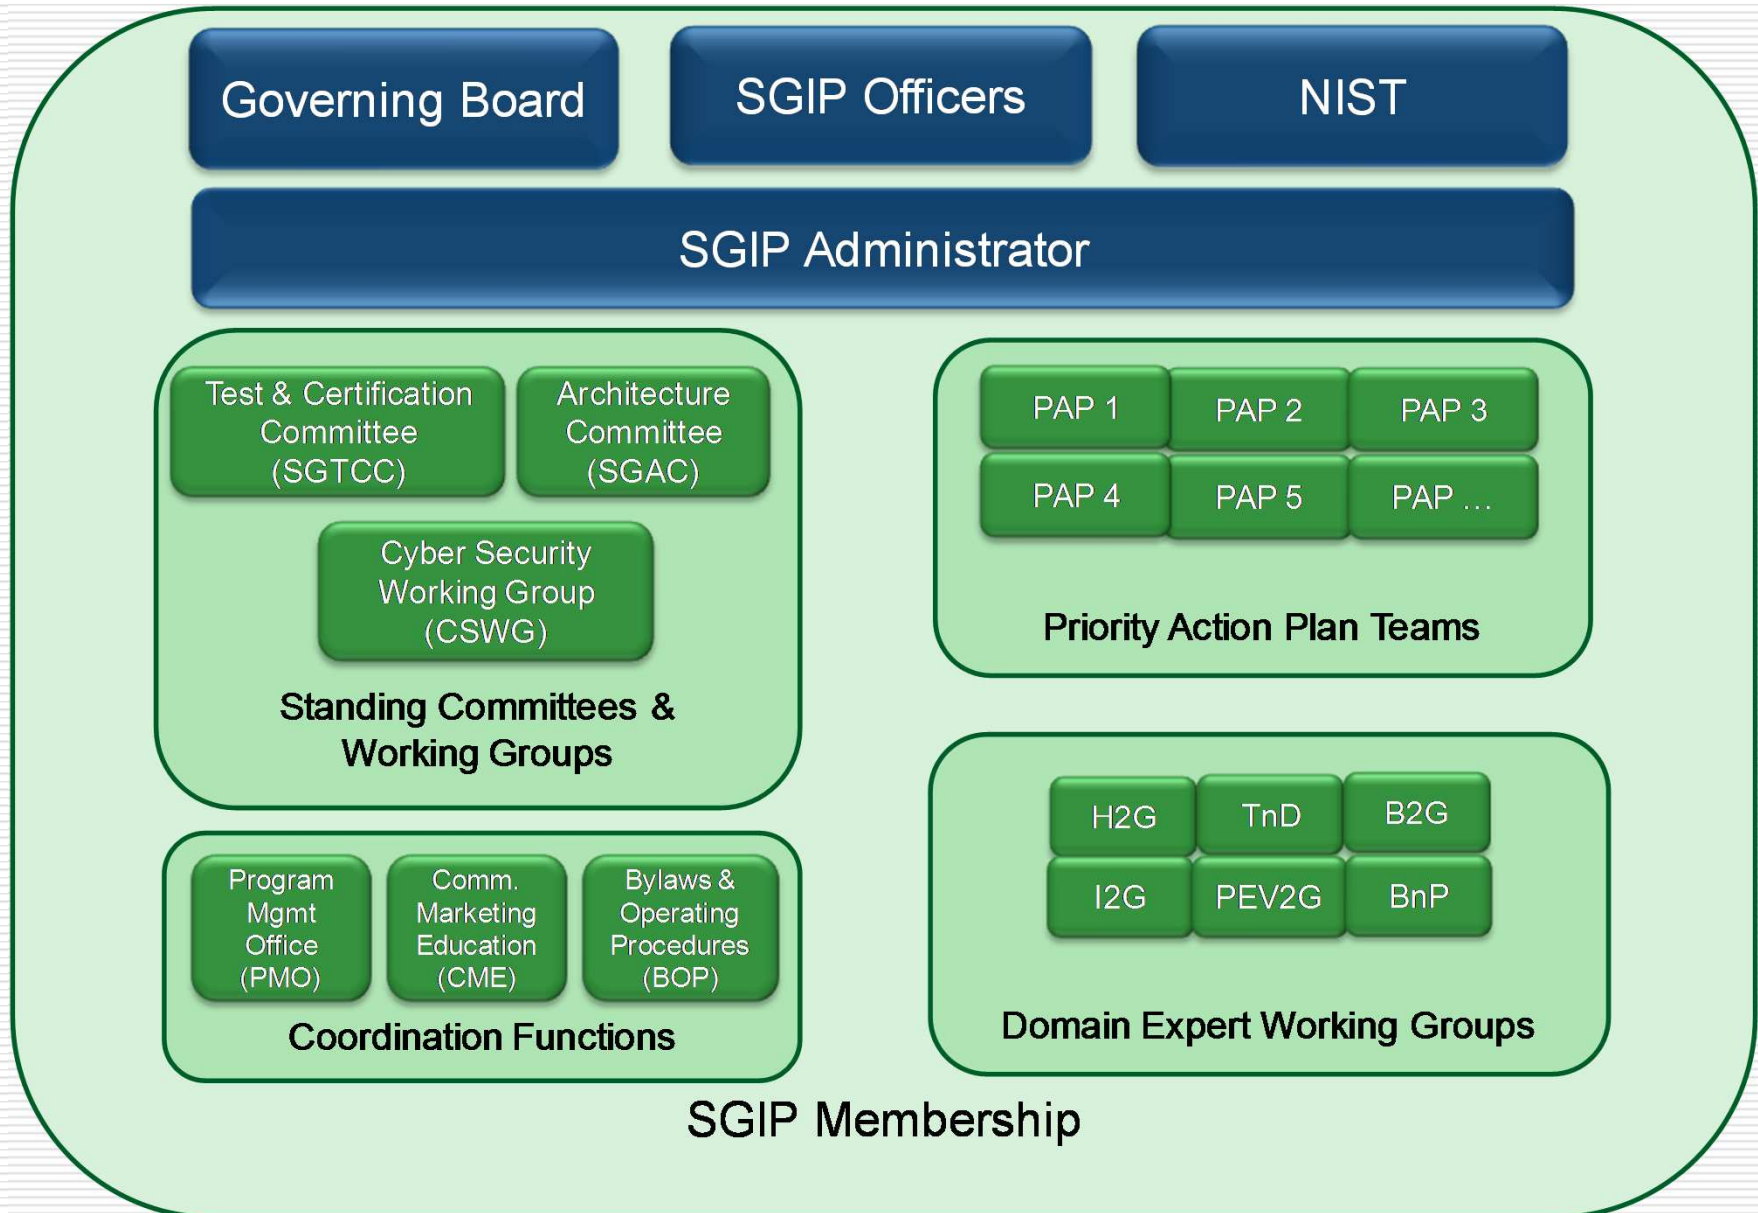 Governing Board
SGIP Officers
NIST
SGIP Administrator
Test & Certification
Committee
(SGTCC)
Architecture
Committee
(SGAC)
Cyber Security
Working Group
(CSWG)
Standing Committees &
Working Groups
PAP 1
PAP 2
PAP 3
PAP 4
PAP 5
PAP ...
Priority Action Plan Teams
Program
Mgmt
Office
(PMO)
Comm.
Marketing
Education
(CME)
Bylaws &
Operating
Procedures
(BOP)
Coordination Functions
H2G
TnD
B2G
I2G
PEV2G
BnP
Domain Expert Working Groups
SGIP Membership